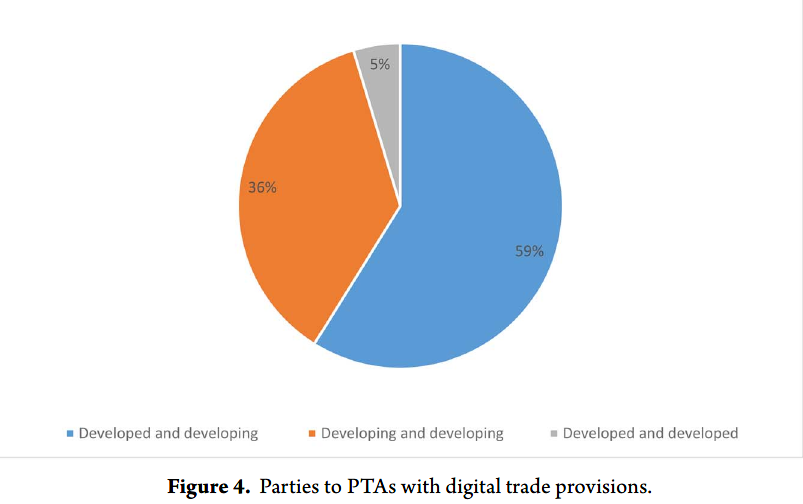 5%
36%
59%
Developed and developing Developing and developing Developed and developed
Figure 4. Parties to PTAs with digital trade provisions.